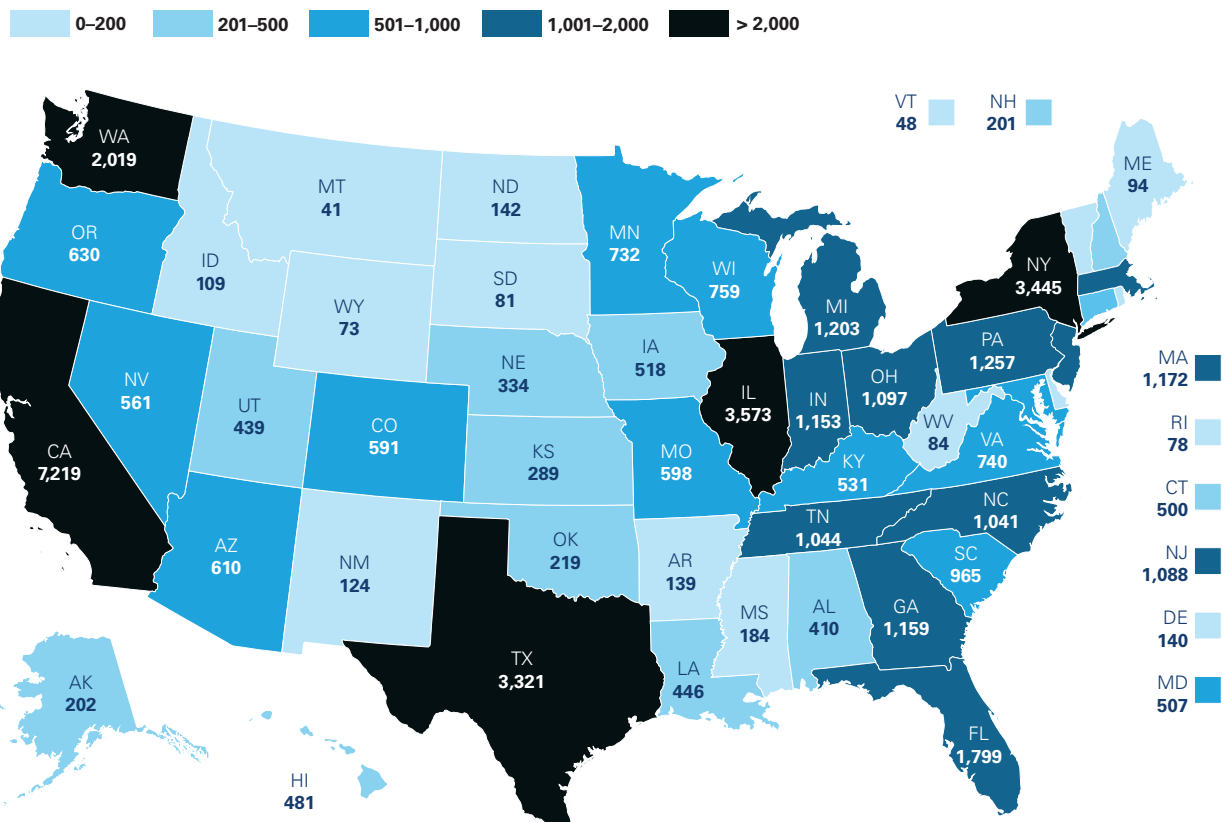 0–200 201–500 501–1,000 1,001–2,000 > 2,000
VT
48
NH
201
WA
2,019
ME
94
MT
41
ND
142
OR
630
MN
732
ID
109
WI
759
NY
3,445
SD
81
WY
73
MI
1,203
PA
1,257
IA
518
NE
334
MA
1,172
NV
561
OH
1,097
IL
3,573
IN
1,153
UT
439
CO
591
WV
84
RI
78
VA
740
CA
7,219
KS
289
MO
598
KY
531
CT
500
NC
1,041
TN
1,044
OK
219
AZ
610
SC
965
NJ
1,088
NM
124
AR
139
MS
184
AL
410
GA
1,159
DE
140
TX
3,321
LA
446
AK
202
MD
507
FL
1,799
HI
481